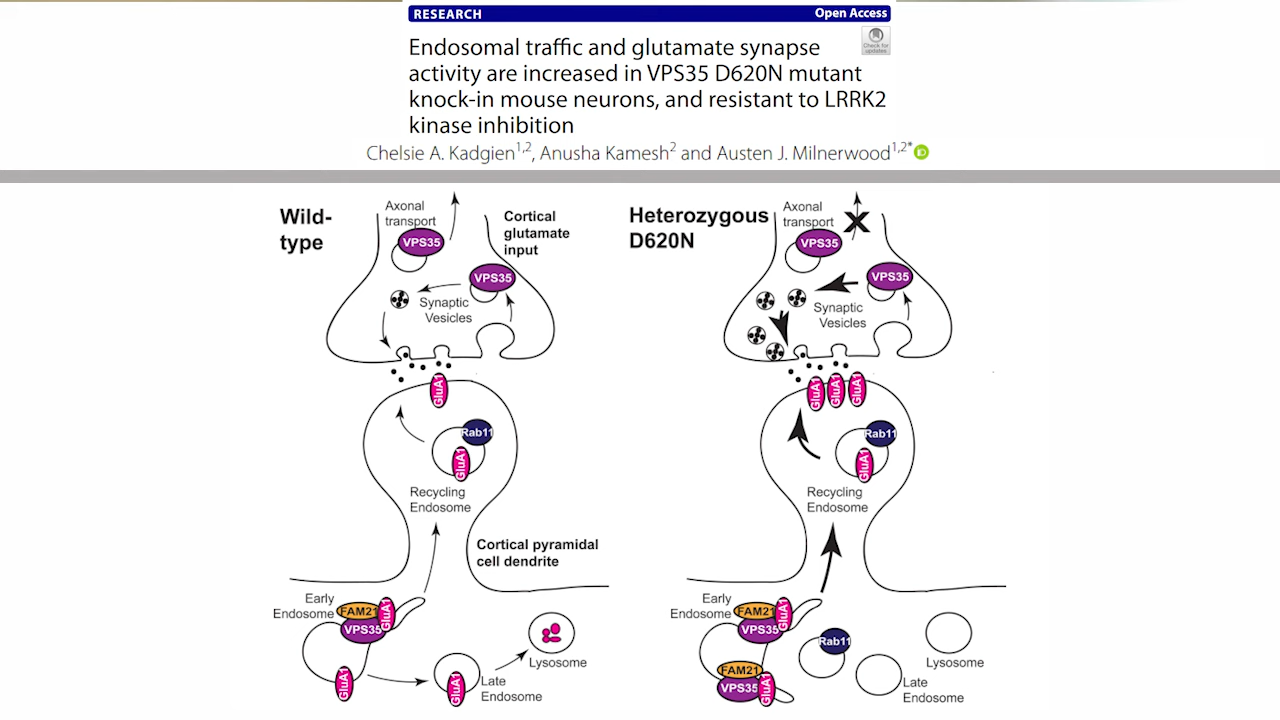 RESEARCH
Open Access
Check for
updates
Endosomal traffic and glutamate synapse
activity are increased in VPS35 D620N mutant
knock-in mouse neurons, and resistant to LRRK2
kinase inhibition
Chelsie A. Kadgien1,2, Anusha Kamesh2 and Austen J. Milnerwood1,2* iD
Wild-
type
Axonal
transport
VPS35
Cortical
glutamate
input
VPS35
Synaptic
Vesicles
GluA1
Rab11
GluA1
Recycling
Endosome
Cortical pyramidal
cell dendrite
Early
Endosome
FAM21
GluA1
VPS35
GluA1
GluA1
Late
Endosome
Lysosome
Heterozygous
D620N
Axonal
transport
X
VPS35
VPS35
Synaptic
Vesicles
GluA1
GluA1
GluA1
Rab11
GluA1
Recycling
Endosome
Early
Endosome
FAM21
GluA1
VPS35
FAM21
VPS35
GluA1
Rab11
Late
Endosome
Lysosome